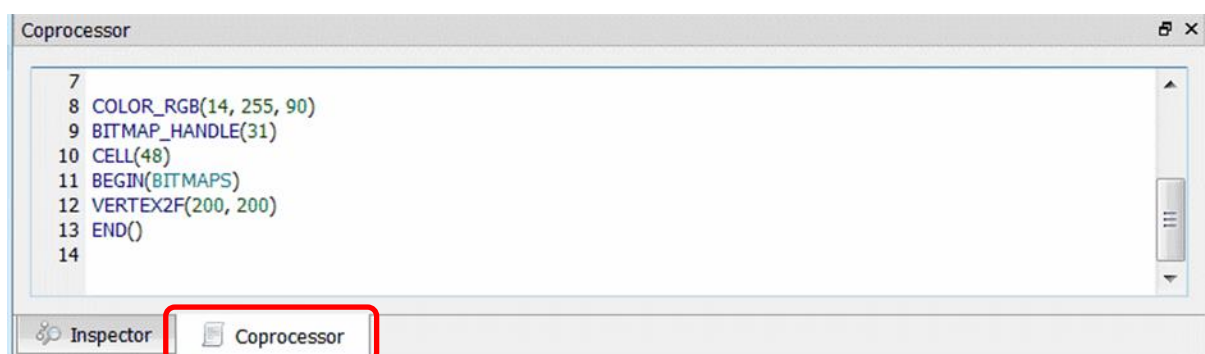 Coprocessor
7
8 COLOR_RGB(14, 255, 90)
9 BITMAP_HANDLE(31)
10 CELL(48)
11 BEGIN(BITMAPS)
12 VERTEX2F(200, 200)
13 END()
14
Inspector Coprocessor